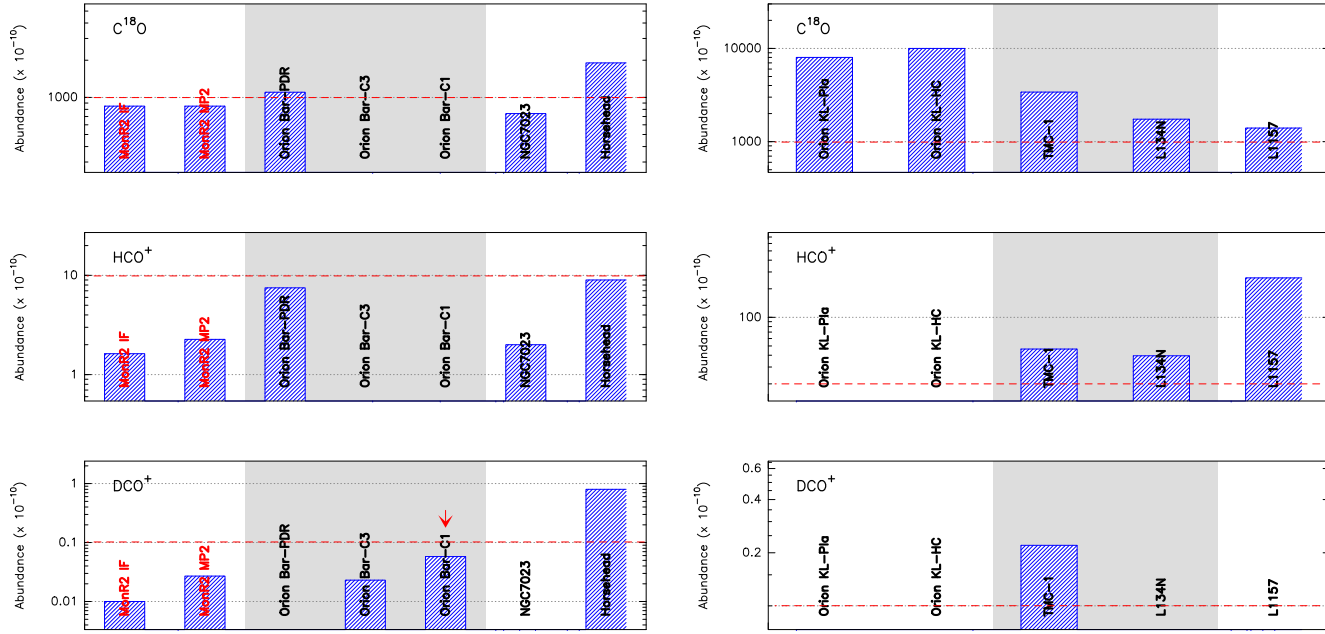 C¹⁸O
Abundance (x 10⁻¹⁰)
1000
MonR2 IF
MonR2 MP2
Orion Bar-PDR
Orion Bar-C3
Orion Bar-C1
NGC7023
Horsehead
C¹⁸O
Abundance (x 10⁻¹⁰)
10000
1000
Orion KL-Pla
Orion KL-HC
TMC-1
L134N
L1157
HCO⁺
Abundance (x 10⁻¹⁰)
10
1
MonR2 IF
MonR2 MP2
Orion Bar-PDR
Orion Bar-C3
Orion Bar-C1
NGC7023
Horsehead
HCO⁺
Abundance (x 10⁻¹⁰)
100
Orion KL-Pla
Orion KL-HC
TMC-1
L134N
L1157
DCO⁺
Abundance (x 10⁻¹⁰)
1
0.1
0.01
MonR2 IF
MonR2 MP2
Orion Bar-PDR
Orion Bar-C3
Orion Bar-C1
NGC7023
Horsehead
DCO⁺
Abundance (x 10⁻¹⁰)
0.6
0.4
0.2
Orion KL-Pla
Orion KL-HC
TMC-1
L134N
L1157